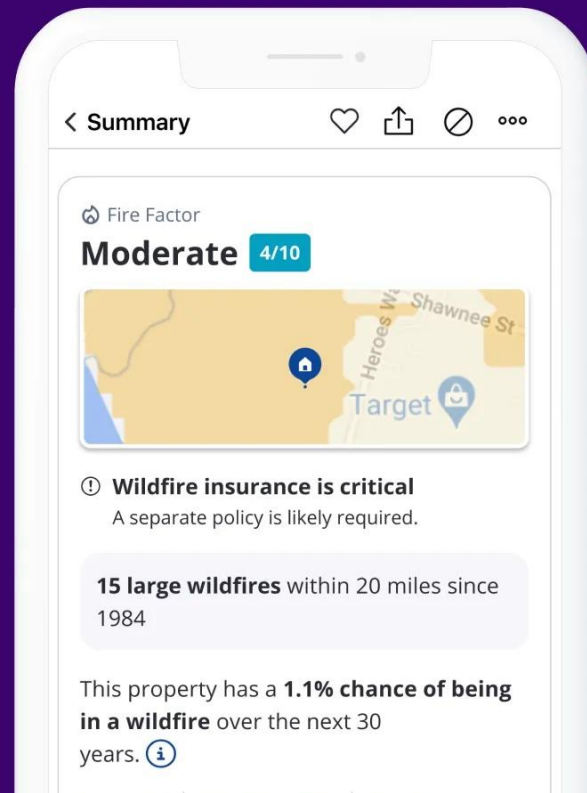 Summary
Fire Factor
Moderate 4/10
Shawnee St
Target
Wildfire insurance is critical
A separate policy is likely required.
15 large wildfires within 20 miles since
1984
This property has a 1.1% chance of being
in a wildfire over the next 30
years.